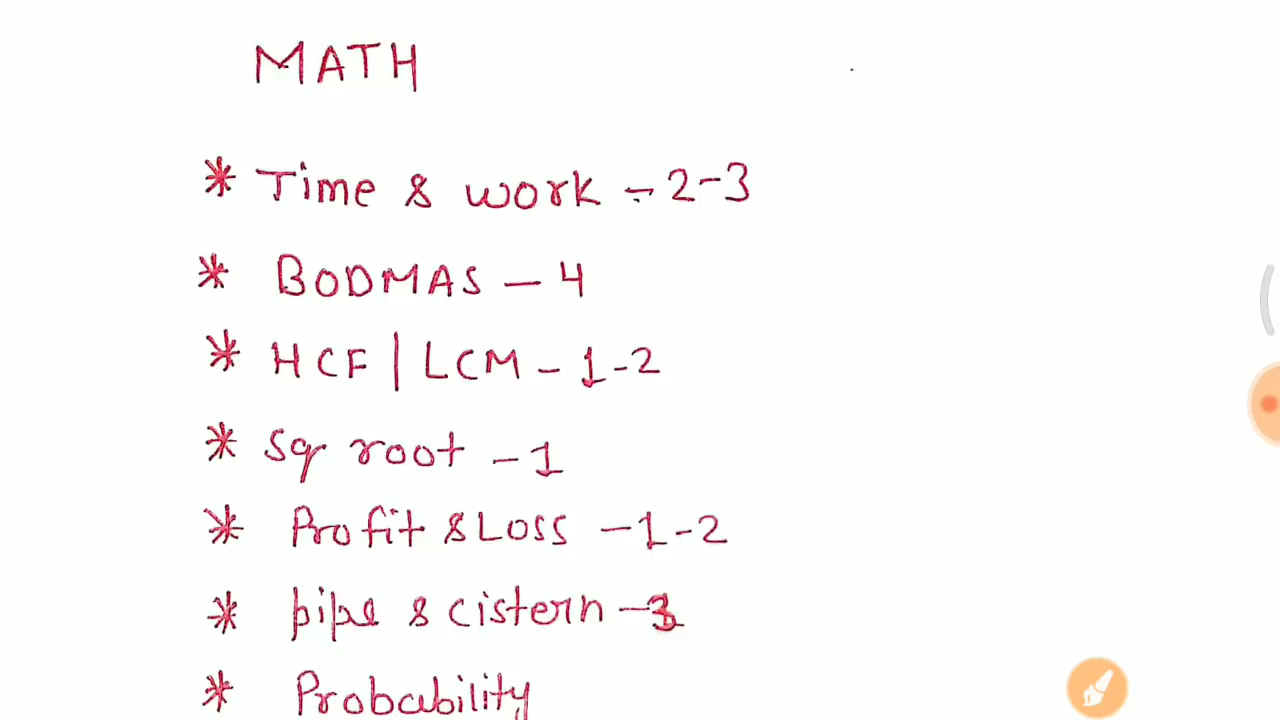 MATH
* Time & work - 2-3
* BODMAS - 4
* HCF | LCM - 1-2
* Sq root - 1
* Profit & Loss - 1-2
* pipe & cistern - 3
* Probability